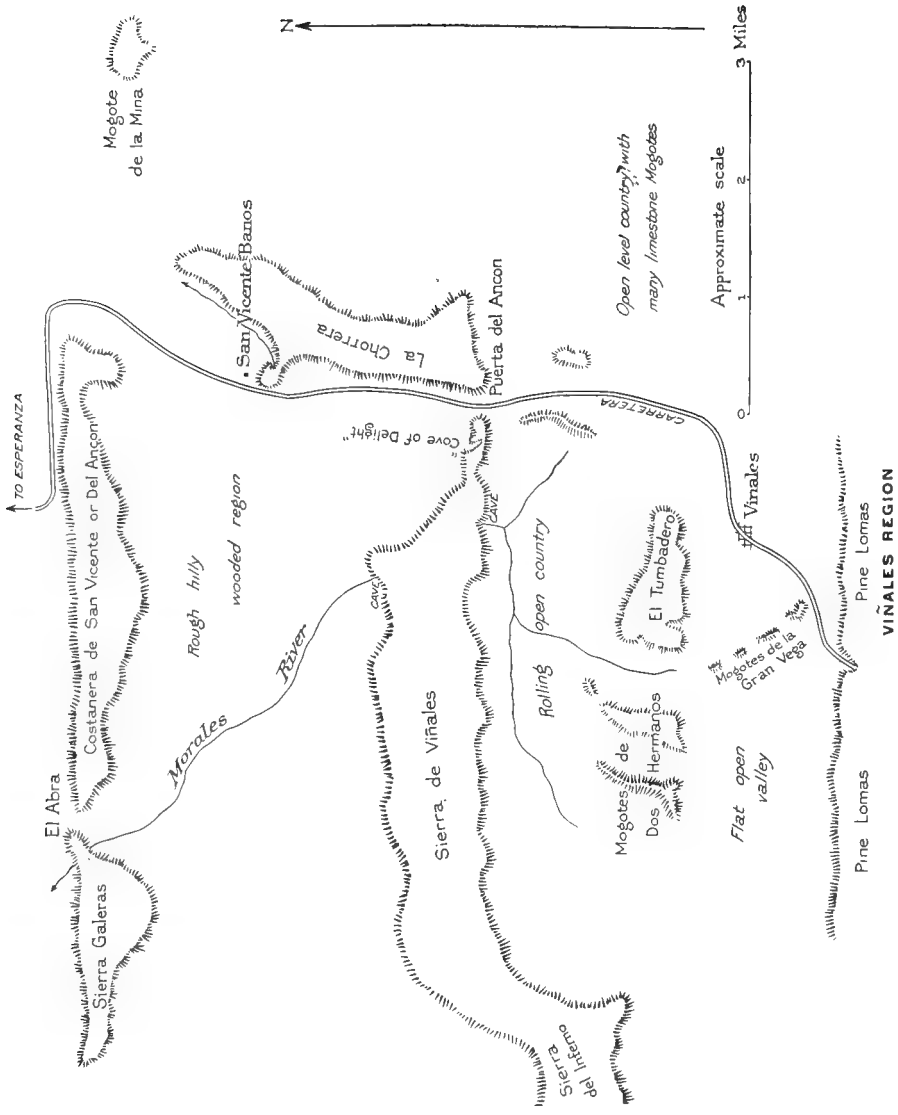 TO ESPERANZA
N
Mogote
de la Mina
El Abra
Costanera de San Vicente or Del Ançon
Sierra Galeras
San Vicente Banos
Rough hilly
wooded region
Morales River
La Chorrera
"Cove of Delight"
Puerta del Ancon
CAVE
CAVE
Sierra de Viñales
Sierra
del Infierno
Rolling open country
CARRETERA
Open level country, with
many limestone Mogotes
El Tumbadero
Mogotes de
Dos Hermanos
Mogotes de la
Gran Vega
Flat open
valley
Vinales
Approximate scale
0 1 2 3 Miles
Pine Lomas
Pine Lomas
VIÑALES REGION